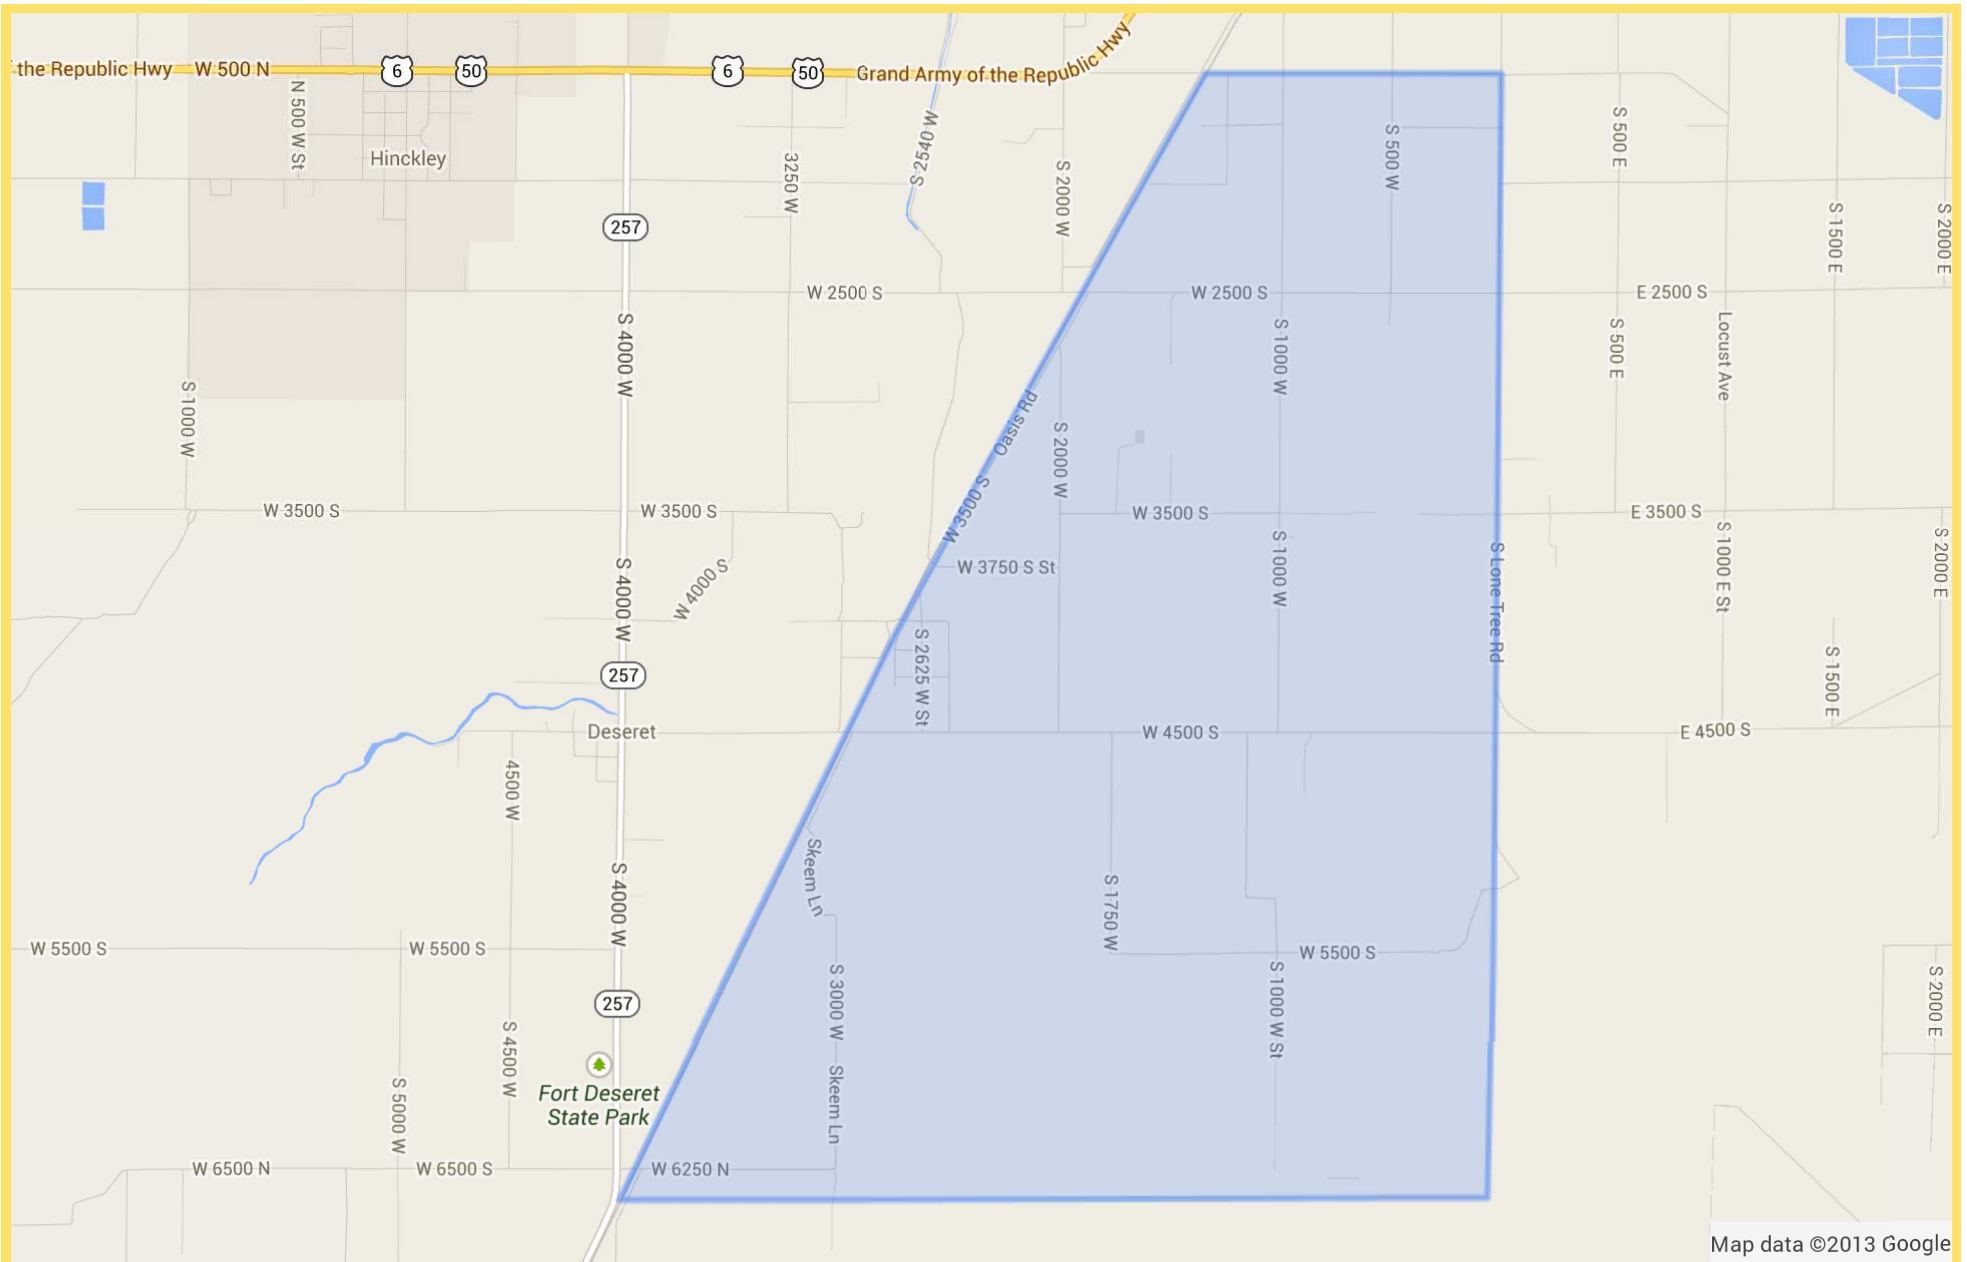 the Republic Hwy
W 500 N
6
50
6
50
Grand Army of the Republic Hwy
N 500 W St
Hinckley
3250 W
S 2540 W
S 2000 W
S 500 W
S 500 E
S 1500 E
S 2000 E
257
W 2500 S
W 2500 S
E 2500 S
S 4000 W
S 1000 W
S 500 E
Locust Ave
S 1000 W
Oasis Rd
S 2000 W
W 3500 S
W 3500 S
W 3500 S
W 3500 S
E 3500 S
S 4000 W
W 4000 S
W 3750 S St
S 1000 W
S Lone Tree Rd
S 1000 E St
S 2000 E
257
S 2625 W St
S 1500 E
Deseret
W 4500 S
E 4500 S
4500 W
S 4000 W
Skeem Ln
S 1750 W
W 5500 S
W 5500 S
W 5500 S
257
S 3000 W
S 1000 W St
S 2000 E
S 4500 W
Fort Deseret
State Park
S 5000 W
Skeem Ln
W 6500 N
W 6500 S
W 6250 N
Map data ©2013 Google